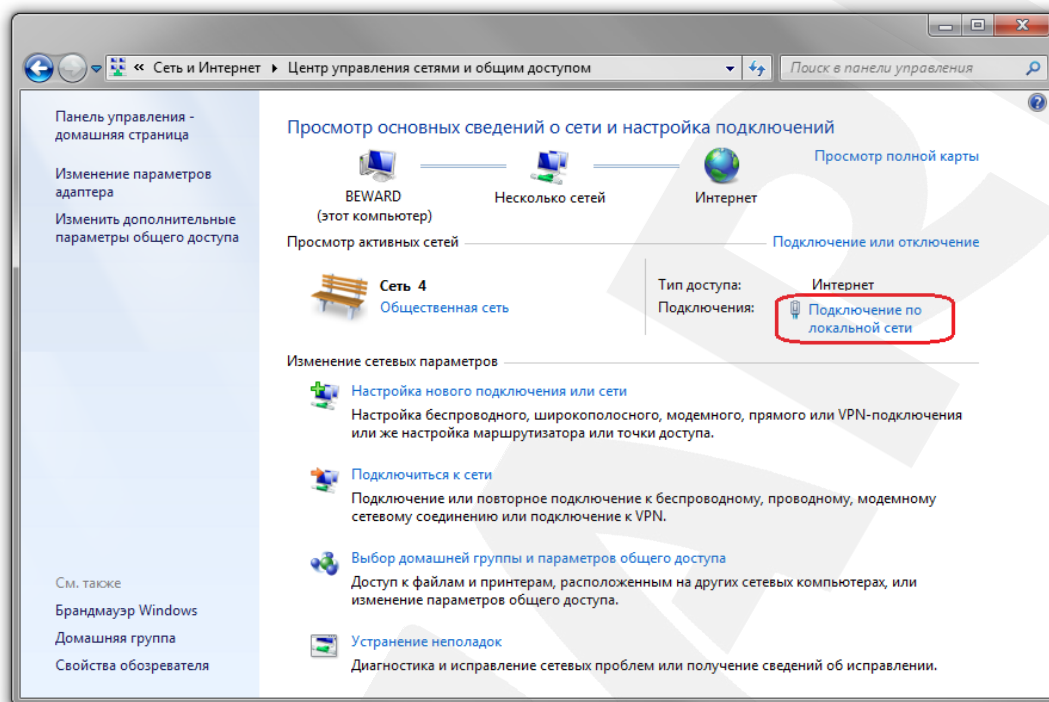 « Сеть и Интернет ▸ Центр управления сетями и общим доступом
Поиск в панели управления
Панель управления -
домашняя страница
Изменение параметров
адаптера
Изменить дополнительные
параметры общего доступа
См. также
Брандмауэр Windows
Домашняя группа
Свойства обозревателя
Просмотр основных сведений о сети и настройка подключений
Просмотр полной карты
BEWARD
(этот компьютер)
Несколько сетей
Интернет
Просмотр активных сетей
Подключение или отключение
Сеть 4
Общественная сеть
Тип доступа: Интернет
Подключения: Подключение по
локальной сети
Изменение сетевых параметров
Настройка нового подключения или сети
Настройка беспроводного, широкополосного, модемного, прямого или VPN-подключения
или же настройка маршрутизатора или точки доступа.
Подключиться к сети
Подключение или повторное подключение к беспроводному, проводному, модемному
сетевому соединению или подключение к VPN.
Выбор домашней группы и параметров общего доступа
Доступ к файлам и принтерам, расположенным на других сетевых компьютерах, или
изменение параметров общего доступа.
Устранение неполадок
Диагностика и исправление сетевых проблем или получение сведений об исправлении.